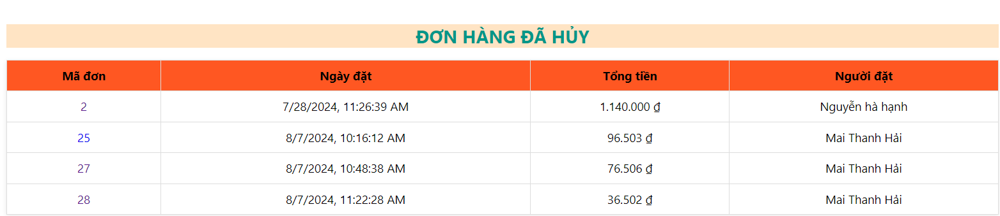 ĐƠN HÀNG ĐÃ HỦY
Mã đơn Ngày đặt Tổng tiền Người đặt
2 7/28/2024, 11:26:39 AM 1.140.000 ₫ Nguyễn hà hạnh
25 8/7/2024, 10:16:12 AM 96.503 ₫ Mai Thanh Hải
27 8/7/2024, 10:48:38 AM 76.506 ₫ Mai Thanh Hải
28 8/7/2024, 11:22:28 AM 36.502 ₫ Mai Thanh Hải